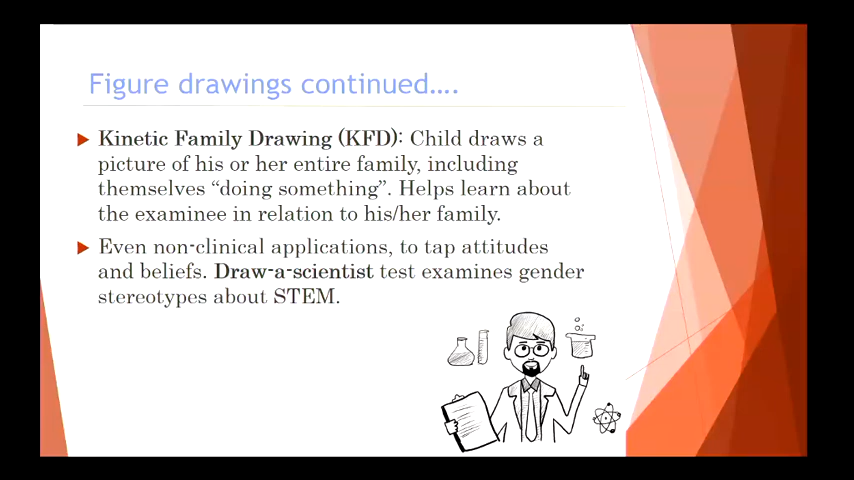 Figure drawings continued….
Kinetic Family Drawing (KFD): Child draws a
picture of his or her entire family, including
themselves “doing something”. Helps learn about
the examinee in relation to his/her family.
Even non-clinical applications, to tap attitudes
and beliefs. Draw-a-scientist test examines gender
stereotypes about STEM.